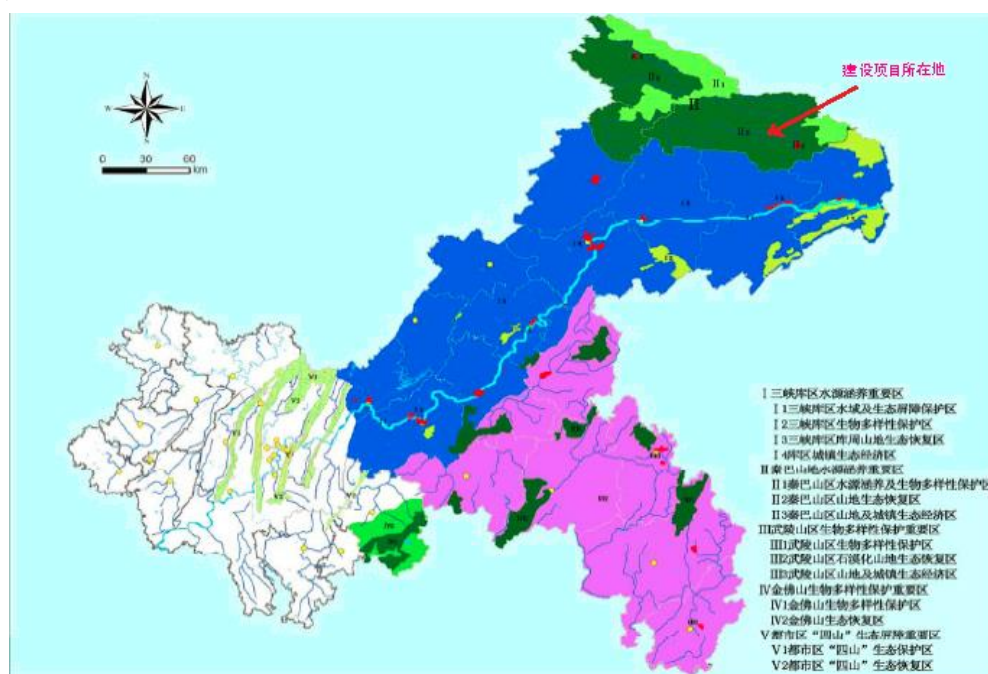 建设项目所在地
N
W
E
S
0 30 60
km
Ⅰ三峡库区水源涵养重要区
Ⅰ1三峡库区水域及生态屏障保护区
Ⅰ2三峡库区生物多样性保护区
Ⅰ3三峡库区库周山地生态恢复区
Ⅰ4库区城镇生态经济区
Ⅱ秦巴山地水源涵养重要区
Ⅱ1秦巴山区水源涵养及生物多样性保护区
Ⅱ2秦巴山区山地生态恢复区
Ⅱ3秦巴山区山地及城镇生态经济区
Ⅲ武陵山区生物多样性保护重要区
Ⅲ1武陵山区生物多样性保护区
Ⅲ2武陵山区石漠化山地生态恢复区
Ⅲ3武陵山区山地及城镇生态经济区
Ⅳ金佛山生物多样性保护重要区
Ⅳ1金佛山生物多样性保护区
Ⅳ2金佛山生态恢复区
Ⅴ都市区“四山”生态屏障重要区
Ⅴ1都市区“四山”生态保护区
Ⅴ2都市区“四山”生态恢复区